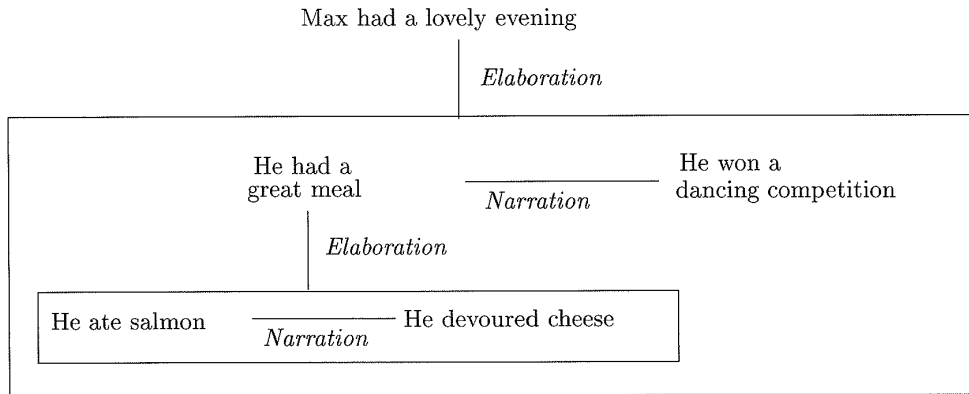 Max had a lovely evening
Elaboration
He had a
great meal
Narration
He won a
dancing competition
Elaboration
He ate salmon
Narration
He devoured cheese